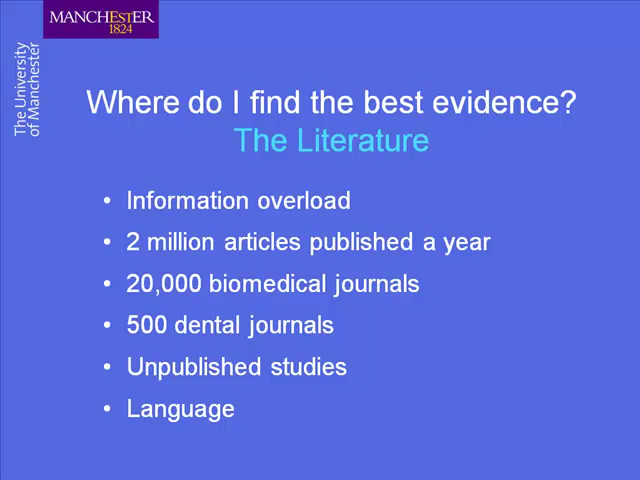 MANCHESTER
1824
The University
of Manchester
Where do I find the best evidence?
The Literature
• Information overload
• 2 million articles published a year
• 20,000 biomedical journals
• 500 dental journals
• Unpublished studies
• Language